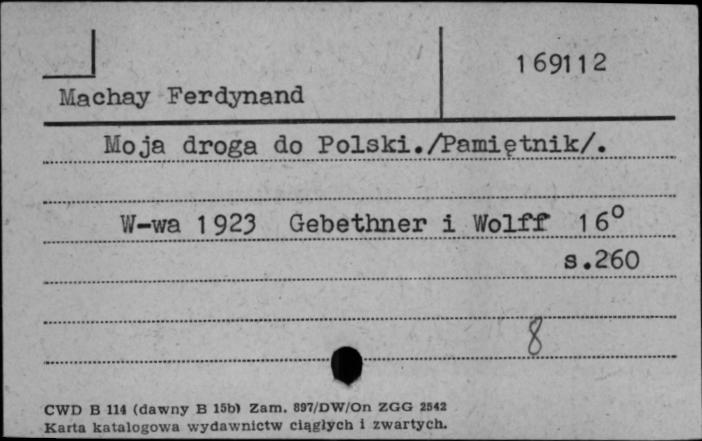 169112
Machay Ferdynand
Moja droga do Polski./Pamiętnik/.
W-wa 1923 Gebethner i Wolff 16°
s.260
8
CWD B 114 (dawny B 15b) Zam. 897/DW/On ZGG 2542
Karta katalogowa wydawnictw ciągłych i zwartych.